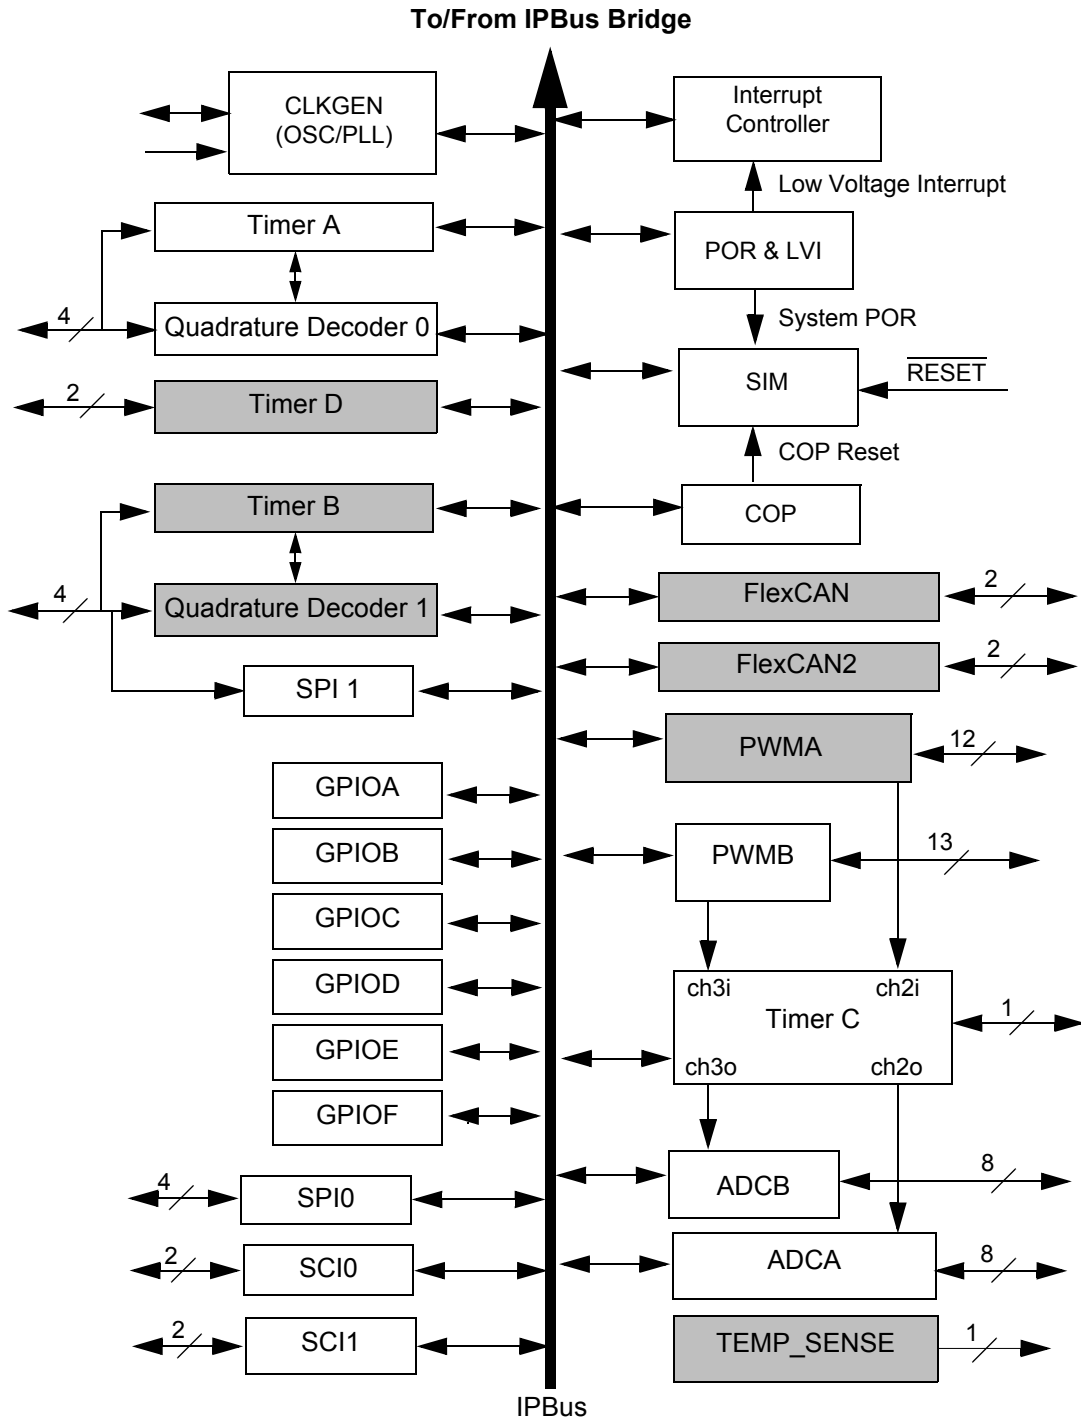 To/From IPBus Bridge
CLKGEN
(OSC/PLL)
Timer A
4
Quadrature Decoder 0
2
Timer D
Timer B
4
Quadrature Decoder 1
SPI 1
GPIOA
GPIOB
GPIOC
GPIOD
GPIOE
GPIOF
4
SPI0
2
SCI0
2
SCI1
Interrupt
Controller
Low Voltage Interrupt
POR & LVI
System POR
SIM
RESET
COP Reset
COP
FlexCAN
2
FlexCAN2
2
PWMA
12
PWMB
13
ch3i
ch2i
Timer C
1
ch3o
ch2o
ADCB
8
ADCA
8
TEMP_SENSE
1
IPBus